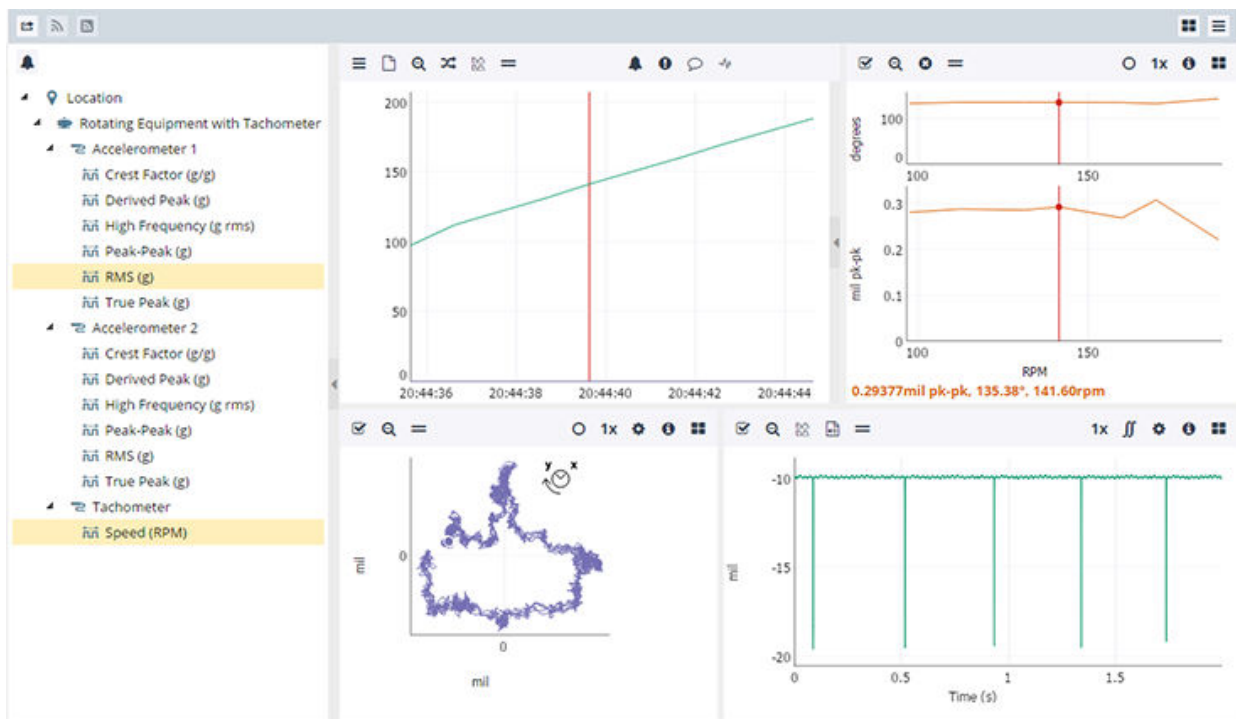 Location
Rotating Equipment with Tachometer
Accelerometer 1
Crest Factor (g/g)
Derived Peak (g)
High Frequency (g rms)
Peak-Peak (g)
RMS (g)
True Peak (g)
Accelerometer 2
Crest Factor (g/g)
Derived Peak (g)
High Frequency (g rms)
Peak-Peak (g)
RMS (g)
True Peak (g)
Tachometer
Speed (RPM)
200
150
100
50
0
20:44:36 20:44:38 20:44:40 20:44:42 20:44:44
1x
degrees
100
0
100 150
mil pk-pk
0.3
0.2
0.1
0
100 150
RPM
0.29377mil pk-pk, 135.38°, 141.60rpm
1x
y x
mil
0
0
mil
1x ∫∫
mil
-10
-15
-20
0 0.5 1 1.5
Time (s)